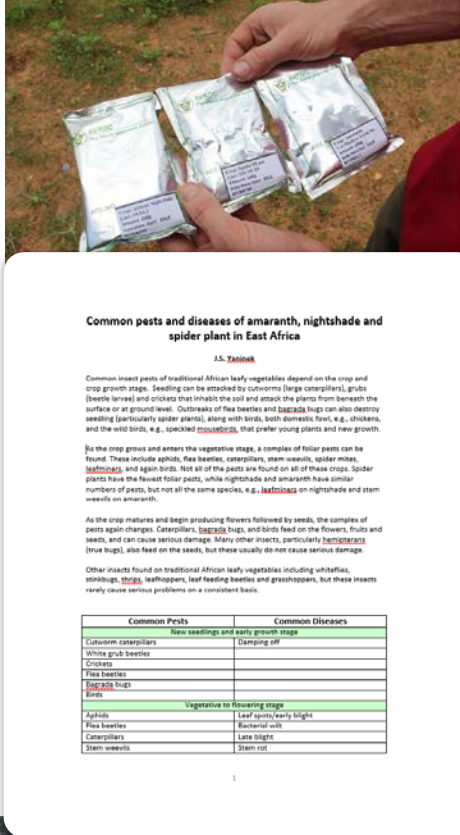 AVRDC
Common pests and diseases of amaranth, nightshade and
spider plant in East Africa
J.S. Yaninek
Common insect pests of traditional African leafy vegetables depend on the crop and
crop growth stage. Seedling can be attacked by cutworms (large caterpillars), grubs
(beetle larvae) and crickets that inhabit the soil and attack the plants from beneath the
surface or at ground level. Outbreaks of flea beetles and bagrada bugs can also destroy
seedling (particularly spider plants), along with birds, both domestic fowl, e.g., chickens,
and the wild birds, e.g., speckled mousebirds, that prefer young plants and new growth.
As the crop grows and enters the vegetative stage, a complex of foliar pests can be
found. These include aphids, flea beetles, caterpillars, stem weevils, spider mites,
leafminers, and again birds. Not all of the pests are found on all of these crops. Spider
plants have the fewest foliar pests, while nightshade and amaranth have similar
numbers of pests, but not all the same species, e.g., leafminers on nightshade and stem
weevils on amaranth.
As the crop matures and begin producing flowers followed by seeds, the complex of
pests again changes. Caterpillars, bagrada bugs, and birds feed on the flowers, fruits and
seeds, and can cause serious damage. Many other insects, particularly hemipterans
(true bugs), also feed on the seeds, but these usually do not cause serious damage.
Other insects found on traditional African leafy vegetables including whiteflies,
stinkbugs, thrips, leafhoppers, leaf feeding beetles and grasshoppers, but these insects
rarely cause serious problems on a consistent basis.
Common Pests Common Diseases
New seedlings and early growth stage
Cutworm caterpillars Damping off
White grub beetles
Crickets
Flea beetles
Bagrada bugs
Birds
Vegetative to flowering stage
Aphids Leaf spots/early blight
Flea beetles Bacterial wilt
Caterpillars Late blight
Stem weevils Stem rot
1